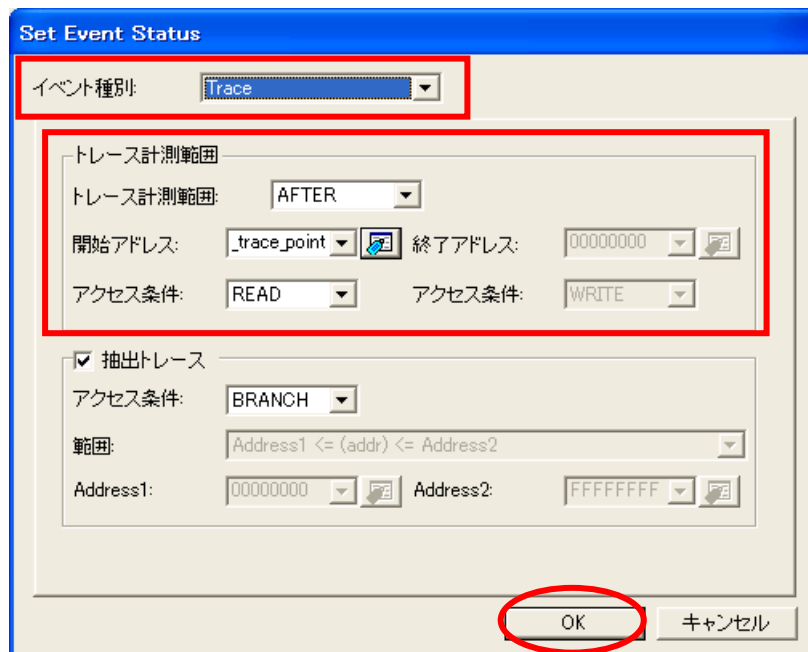 Set Event Status
イベント種別: Trace
トレース計測範囲
トレース計測範囲: AFTER
開始アドレス: _trace_point 終了アドレス: 00000000
アクセス条件: READ アクセス条件: WRITE
抽出トレース
アクセス条件: BRANCH
範囲: Address1 <= (addr) <= Address2
Address1: 00000000 Address2: FFFFFFFF
OK キャンセル